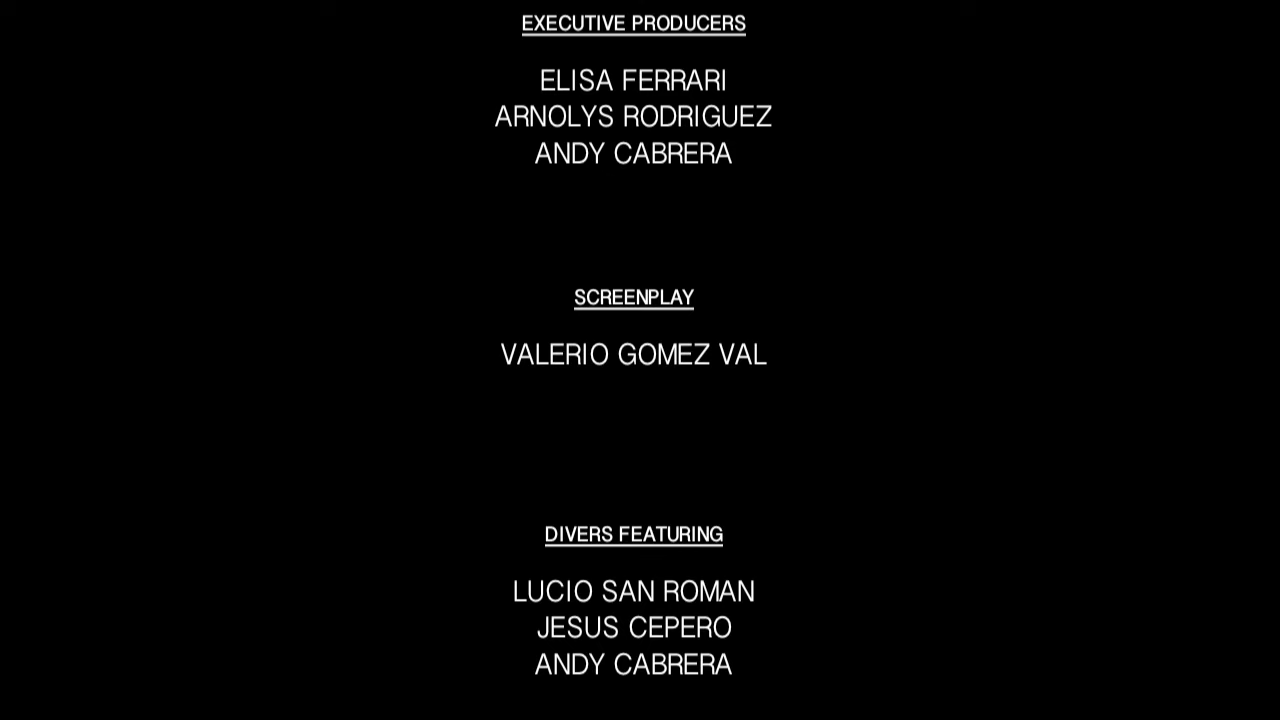 EXECUTIVE PRODUCERS
ELISA FERRARI
ARNOLYS RODRIGUEZ
ANDY CABRERA
SCREENPLAY
VALERIO GOMEZ VAL
DIVERS FEATURING
LUCIO SAN ROMAN
JESUS CEPERO
ANDY CABRERA